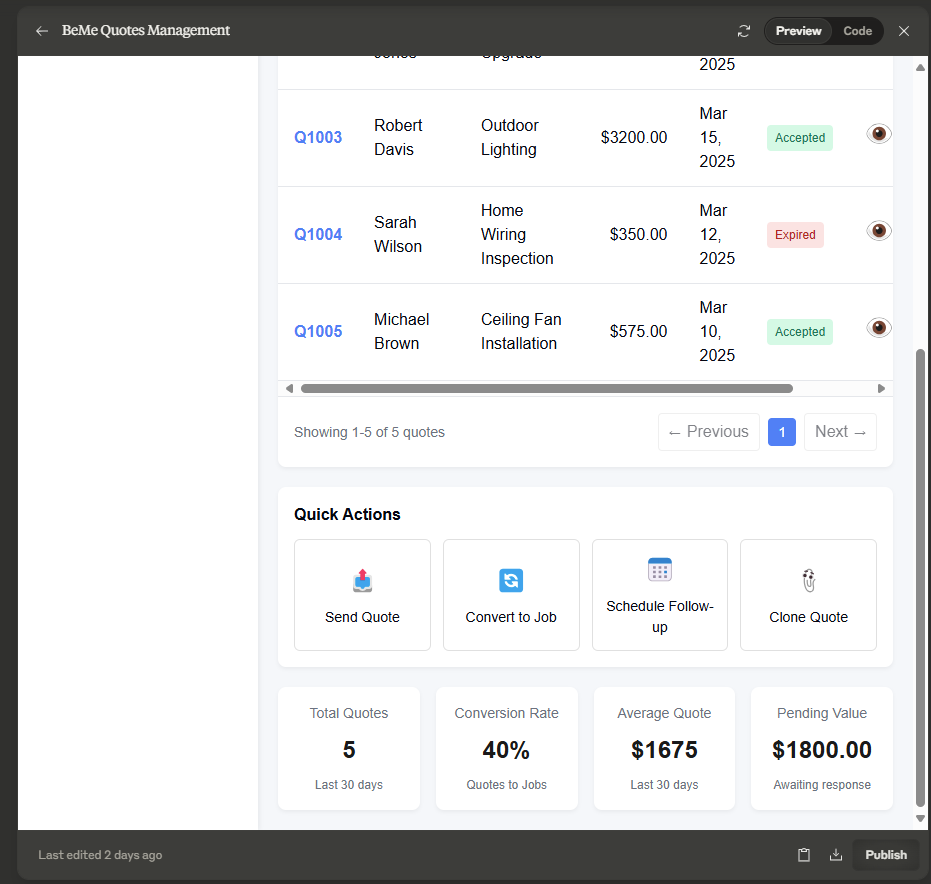 BeMe Quotes Management
Preview
Code
Jones
Upgrade
2025
Q1003
Robert
Davis
Outdoor
Lighting
$3200.00
Mar
15,
2025
Accepted
Q1004
Sarah
Wilson
Home
Wiring
Inspection
$350.00
Mar
12,
2025
Expired
Q1005
Michael
Brown
Ceiling Fan
Installation
$575.00
Mar
10,
2025
Accepted
Showing 1-5 of 5 quotes
← Previous
1
Next →
Quick Actions
Send Quote
Convert to Job
Schedule Follow-
up
Clone Quote
Total Quotes
5
Last 30 days
Conversion Rate
40%
Quotes to Jobs
Average Quote
$1675
Last 30 days
Pending Value
$1800.00
Awaiting response
Last edited 2 days ago
Publish